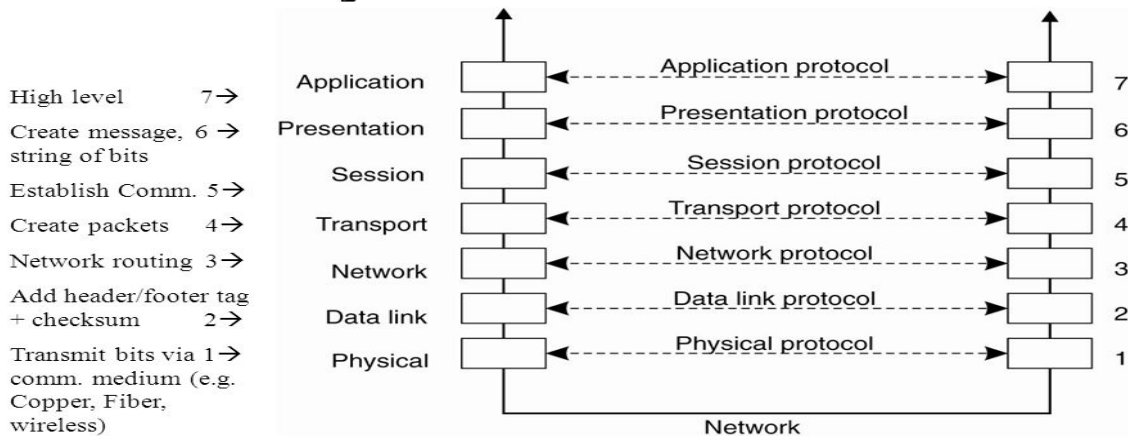 High level 7→
Create message, 6 →
string of bits
Establish Comm. 5→
Create packets 4→
Network routing 3→
Add header/footer tag
+ checksum 2→
Transmit bits via 1→
comm. medium (e.g.
Copper, Fiber,
wireless)
Application Application protocol 7
Presentation Presentation protocol 6
Session Session protocol 5
Transport Transport protocol 4
Network Network protocol 3
Data link Data link protocol 2
Physical Physical protocol 1
Network